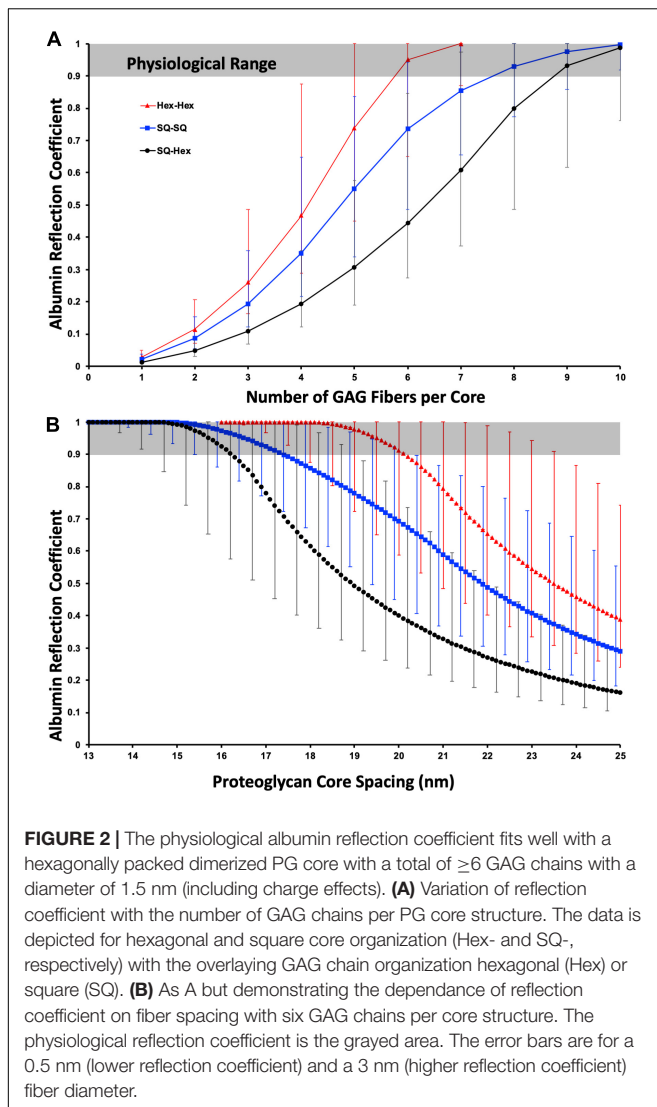 A
Albumin Reflection Coefficient
1
0.9
0.8
0.7
0.6
0.5
0.4
0.3
0.2
0.1
0
Physiological Range
Hex-Hex
SQ-SQ
SQ-Hex
0 1 2 3 4 5 6 7 8 9 10
Number of GAG Fibers per Core
B
Albumin Reflection Coefficient
1
0.9
0.8
0.7
0.6
0.5
0.4
0.3
0.2
0.1
0
13 14 15 16 17 18 19 20 21 22 23 24 25
Proteoglycan Core Spacing (nm)
FIGURE 2 | The physiological albumin reflection coefficient fits well with a
hexagonally packed dimerized PG core with a total of ≥6 GAG chains with a
diameter of 1.5 nm (including charge effects). (A) Variation of reflection
coefficient with the number of GAG chains per PG core structure. The data is
depicted for hexagonal and square core organization (Hex- and SQ-,
respectively) with the overlaying GAG chain organization hexagonal (Hex) or
square (SQ). (B) As A but demonstrating the dependance of reflection
coefficient on fiber spacing with six GAG chains per core structure. The
physiological reflection coefficient is the grayed area. The error bars are for a
0.5 nm (lower reflection coefficient) and a 3 nm (higher reflection coefficient)
fiber diameter.